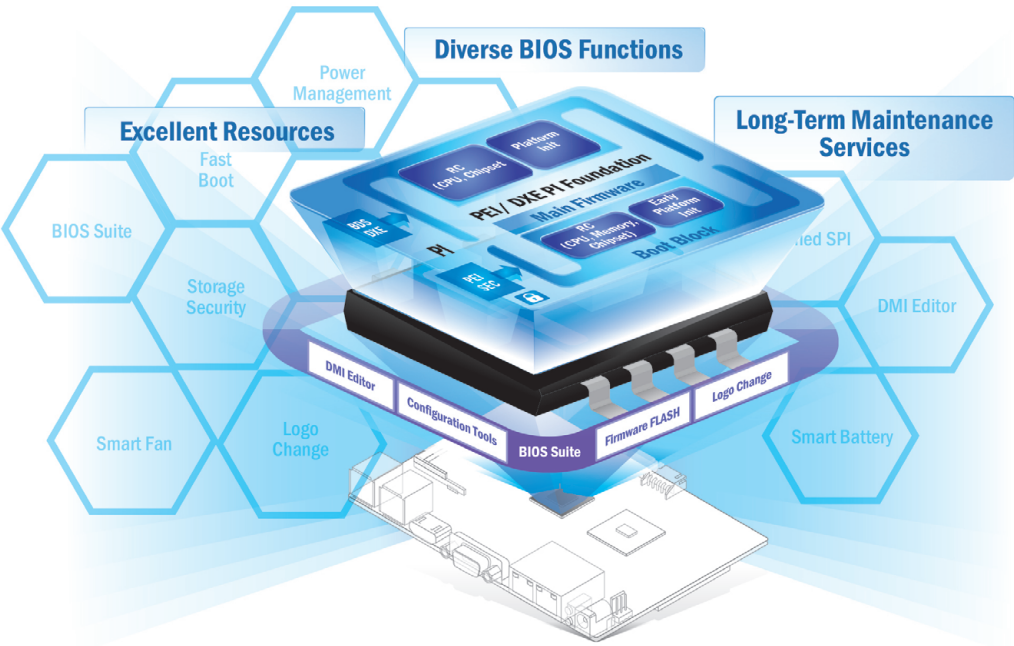 Diverse BIOS Functions
Power
Management
Excellent Resources
Long-Term Maintenance
Services
Fast
Boot
BIOS Suite
Storage
Security
Smart Fan
Logo
Change
SPI
DMI Editor
Smart Battery
RC
(CPU, Chipset
Platform
Init
PEI/ DXE PI Foundation
Main Firmware
BDS
DXE
PI
RC
(CPU, Memory,
Chipset)
Early
Platform
Init
Boot Block
PEI
SEC
DMI Editor
Configuration Tools
BIOS Suite
Firmware FLASH
Logo Change